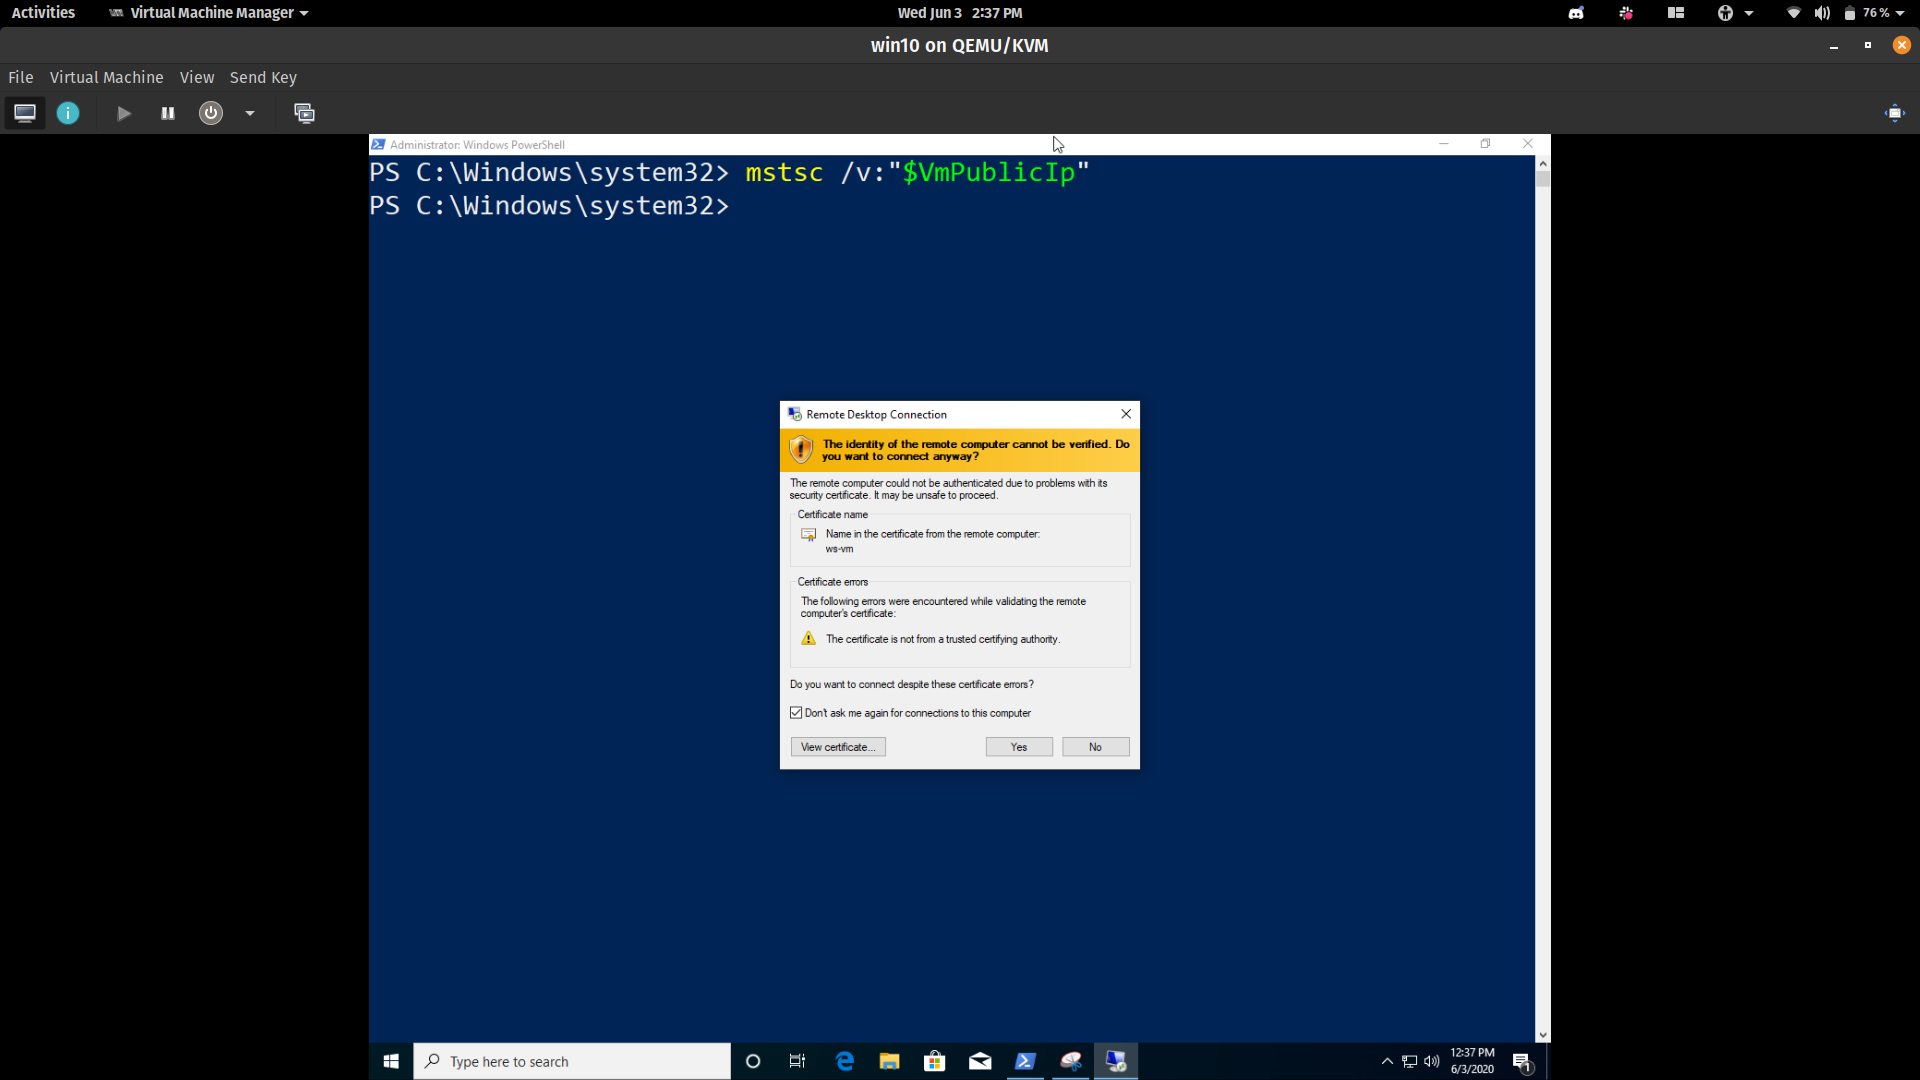 Activities Virtual Machine Manager Wed Jun 3 2:37 PM 76 %
win10 on QEMU/KVM
File Virtual Machine View Send Key
Administrator: Windows PowerShell
PS C:\Windows\system32> mstsc /v:"$VmPublicIp"
PS C:\Windows\system32>
Remote Desktop Connection
The identity of the remote computer cannot be verified. Do
you want to connect anyway?
The remote computer could not be authenticated due to problems with its
security certificate. It may be unsafe to proceed.
Certificate name
Name in the certificate from the remote computer:
ws-vm
Certificate errors
The following errors were encountered while validating the remote
computer's certificate:
The certificate is not from a trusted certifying authority.
Do you want to connect despite these certificate errors?
Don't ask me again for connections to this computer
View certificate... Yes No
Type here to search
12:37 PM
6/3/2020
1